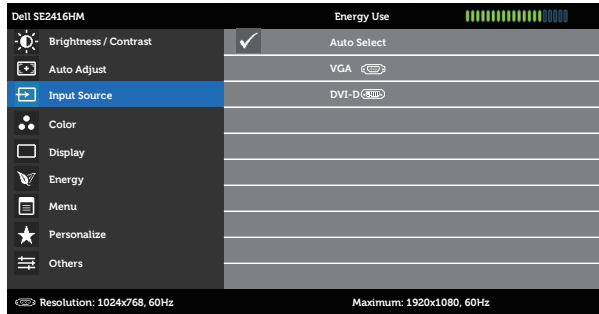 Dell SE2416HM Energy Use
Brightness / Contrast Auto Select
Auto Adjust VGA
Input Source DVI-D
Color
Display
Energy
Menu
Personalize
Others
Resolution: 1024x768, 60Hz Maximum: 1920x1080, 60Hz